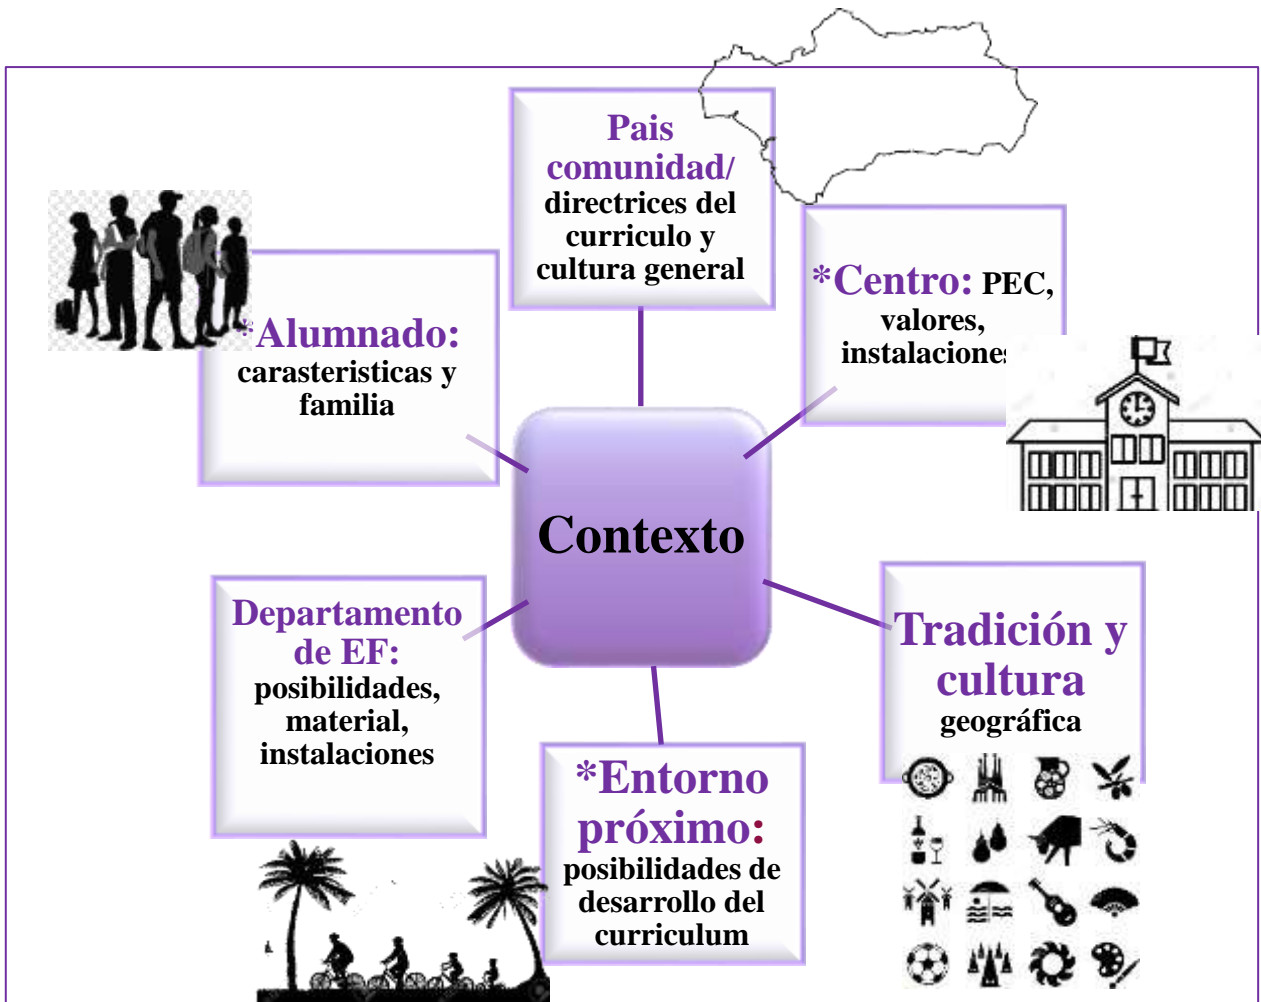 Pais
comunidad/
directrices del
curriculo y
cultura general
*Centro: PEC,
valores,
instalaciones
*Alumnado:
carasteristicas y
familia
Contexto
Departamento
de EF:
posibilidades,
material,
instalaciones
Tradición y
cultura
geográfica
*Entorno
próximo:
posibilidades de
desarrollo del
curriculum